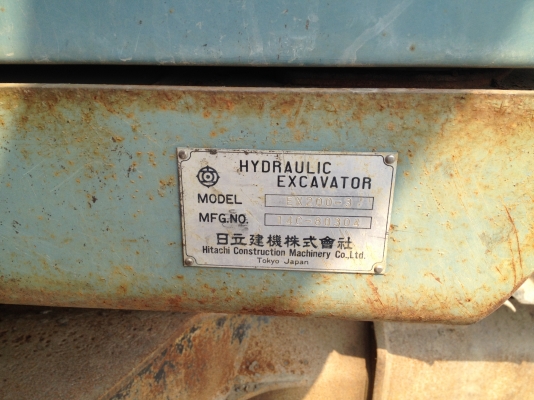 HYDRAULIC
EXCAVATOR
MODEL
MFG.NO.
日立建機株式會社
Hitachi Construction Machinery Co.,Ltd.
Tokyo Japan